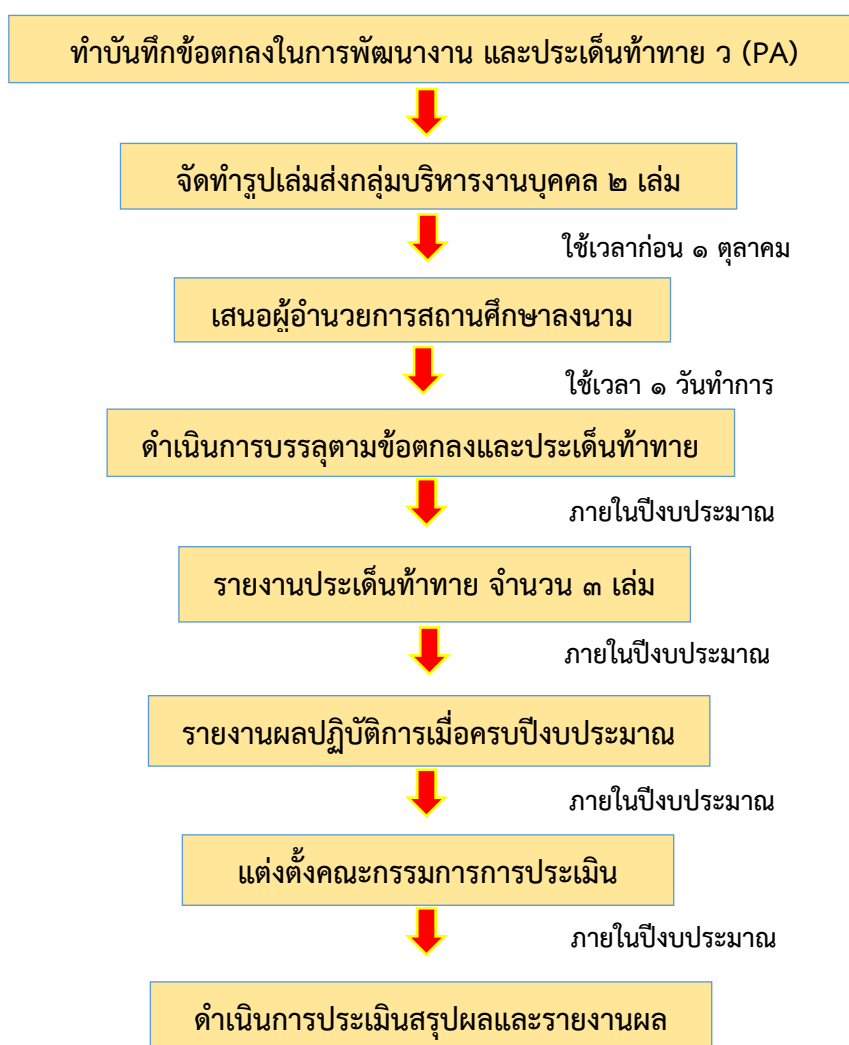 ทำบันทึกข้อตกลงในการพัฒนางาน และประเด็นท้าทาย ว (PA)
จัดทำรูปเล่มส่งกลุ่มบริหารงานบุคคล ๒ เล่ม
ใช้เวลาก่อน ๑ ตุลาคม
เสนอผู้อำนวยการสถานศึกษาลงนาม
ใช้เวลา ๑ วันทำการ
ดำเนินการบรรลุตามข้อตกลงและประเด็นท้าทาย
ภายในปีงบประมาณ
รายงานประเด็นท้าทาย จำนวน ๓ เล่ม
ภายในปีงบประมาณ
รายงานผลปฏิบัติการเมื่อครบปีงบประมาณ
ภายในปีงบประมาณ
แต่งตั้งคณะกรรมการการประเมิน
ภายในปีงบประมาณ
ดำเนินการประเมินสรุปผลและรายงานผล